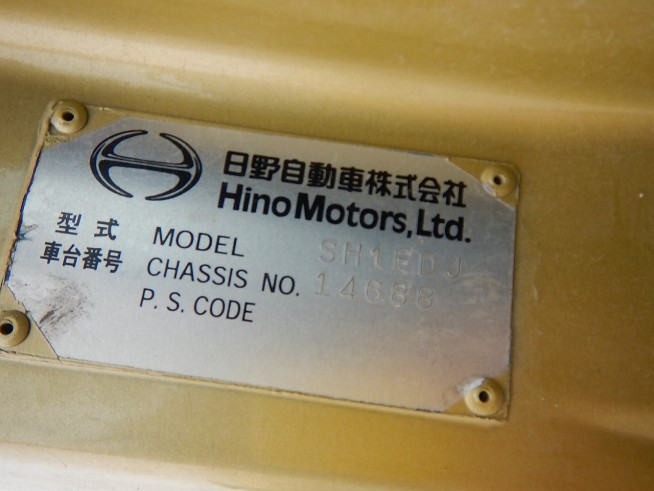 日野自動車株式会社
Hino Motors, Ltd.
型式 MODEL SH1EDJ
車台番号 CHASSIS NO. 14688
P. S. CODE